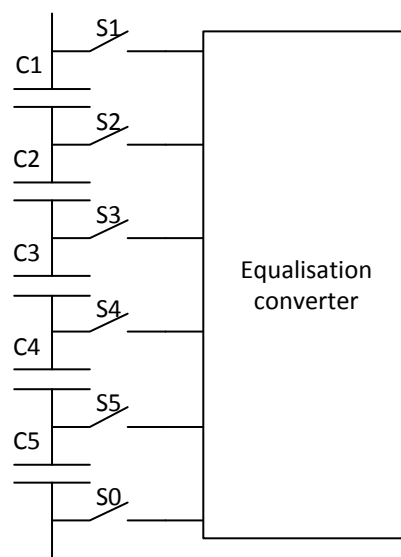 S1
C1
S2
C2
S3
C3
Equalisation
converter
S4
C4
S5
C5
S0